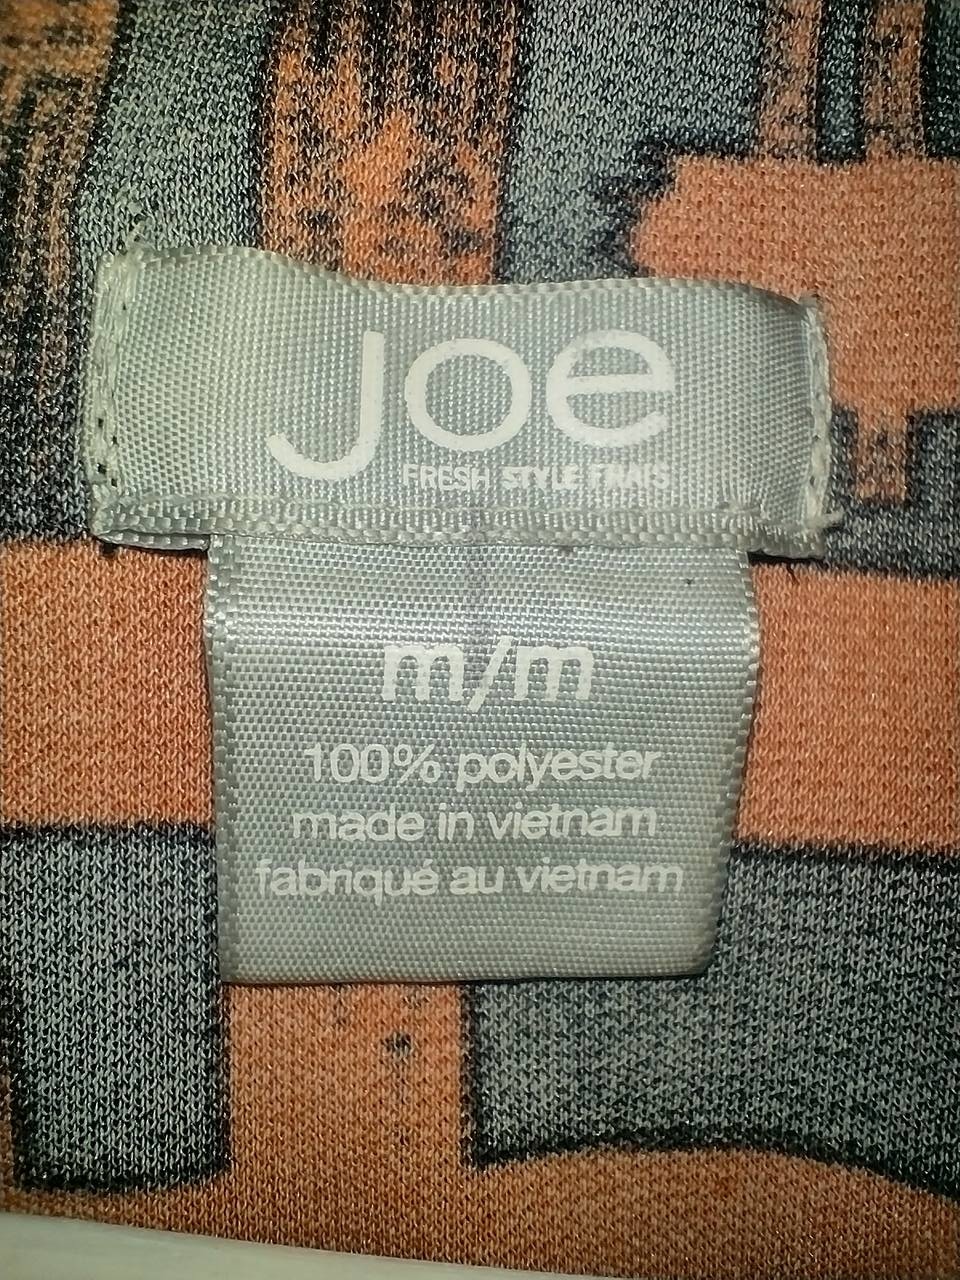 joe
FRESH STYLE FRAIS
m/m
100% polyester
made in vietnam
fabriqué au vietnam